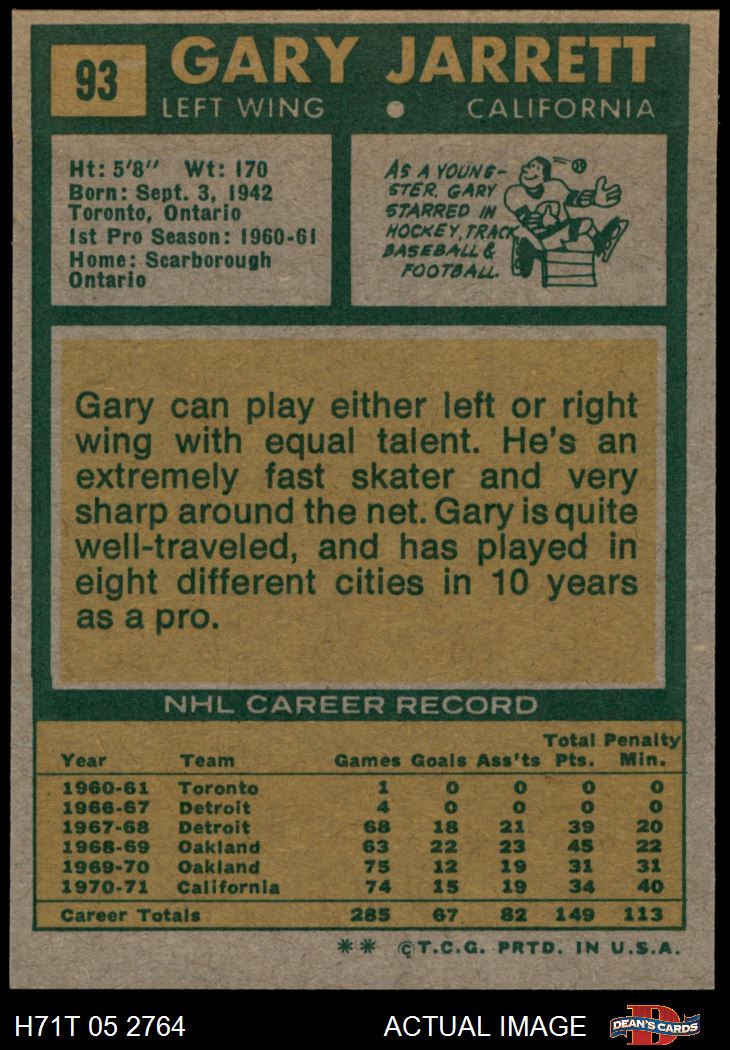 93
GARY JARRETT
LEFT WING • CALIFORNIA
Ht: 5'8" Wt: 170
Born: Sept. 3, 1942
Toronto, Ontario
1st Pro Season: 1960-61
Home: Scarborough
Ontario
AS A YOUNG-
STER, GARY
STARRED IN
HOCKEY, TRACK
BASEBALL &
FOOTBALL.
Gary can play either left or right
wing with equal talent. He's an
extremely fast skater and very
sharp around the net. Gary is quite
well-traveled, and has played in
eight different cities in 10 years
as a pro.
NHL CAREER RECORD
Year Team Games Goals Ass'ts Total Pts. Penalty Min.
1960-61 Toronto 1 0 0 0 0
1966-67 Detroit 4 0 0 0 0
1967-68 Detroit 68 18 21 39 20
1968-69 Oakland 63 22 23 45 22
1969-70 Oakland 75 12 19 31 31
1970-71 California 74 15 19 34 40
Career Totals 285 67 82 149 113
** ©T.C.G. PRTD. IN U.S.A.
H71T 05 2764 ACTUAL IMAGE
D
DEAN'S CARDS